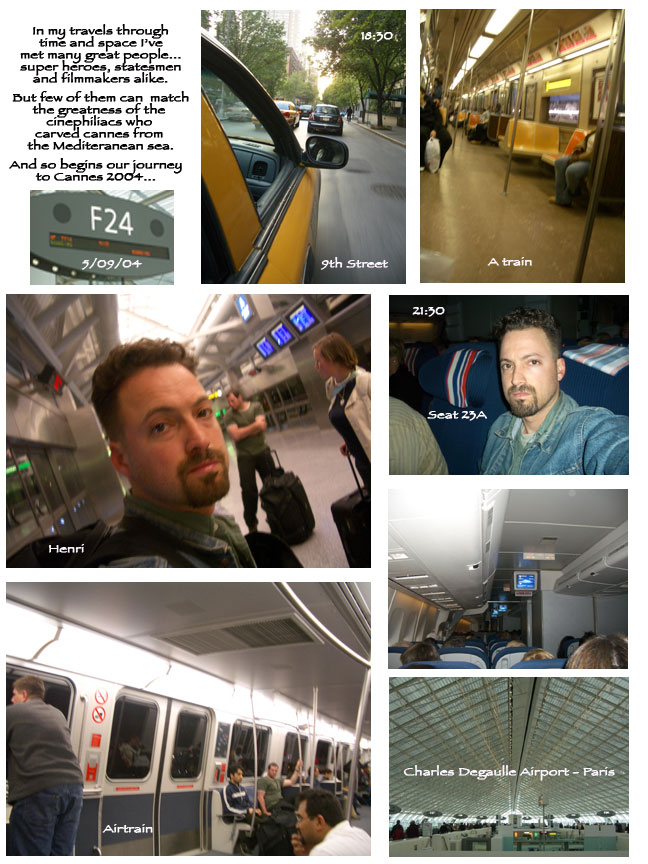 In my travels through
time and space I've
met many great people...
super heroes, statesmen
and filmmakers alike.
But few of them can match
the greatness of the
cinephiliacs who
carved cannes from
the Mediteranean sea.
And so begins our journey
to Cannes 2004...
F24
5/09/04
18:30
9th Street
A train
Henri
21:30
Seat 23A
Airtrain
Charles Degaulle Airport - Paris